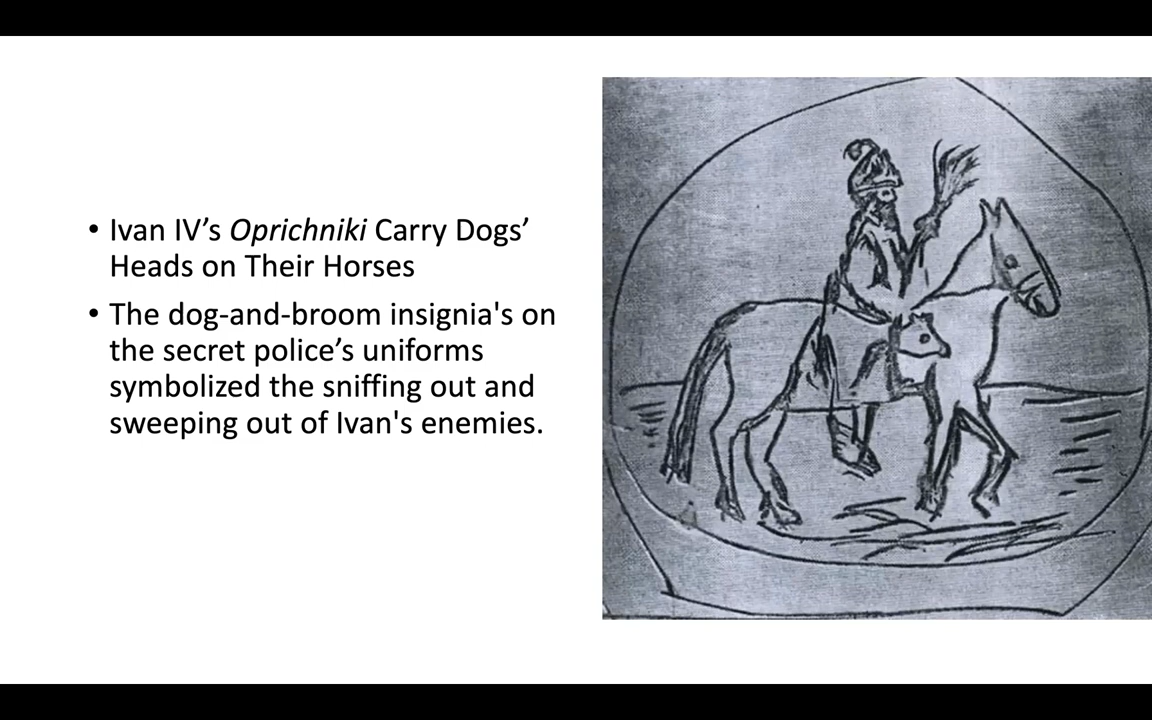 • Ivan IV’s Oprichniki Carry Dogs’
Heads on Their Horses
• The dog-and-broom insignia's on
the secret police’s uniforms
symbolized the sniffing out and
sweeping out of Ivan's enemies.